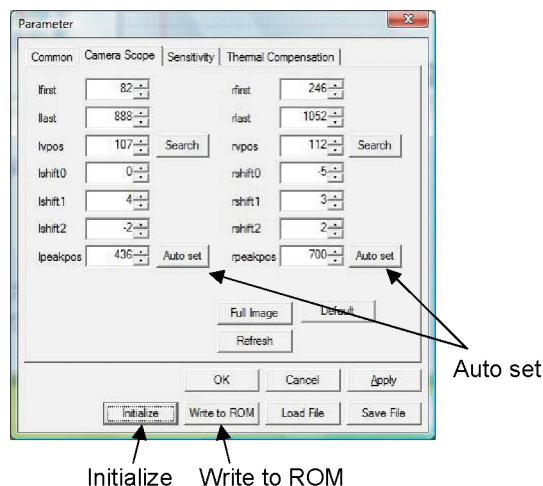 Parameter
Common Camera Scope Sensitivity Thermal Compensation
lfirst 82 rfirst 246
llast 888 rlast 1052
lvpos 107 Search rvpos 112 Search
lshift0 0 rshift0 -5
lshift1 4 rshift1 3
lshift2 -2 rshift2 2
lpeakpos 436 Auto set rpeakpos 700 Auto set
Full Image Default
Refresh
Auto set
OK Cancel Apply
Initialize Write to ROM Load File Save File
Initialize Write to ROM